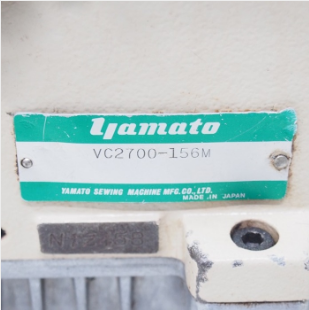 Yamato
VC2700-156M
YAMATO SEWING MACHINE MFG.CO.,LTD.
MADE IN JAPAN